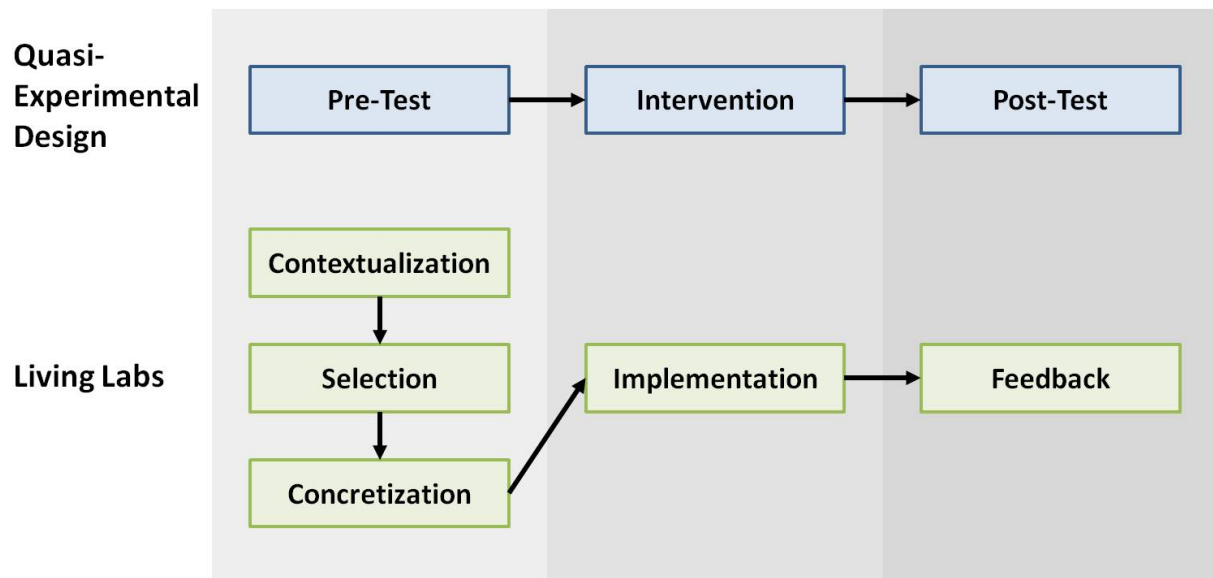 Quasi-
Experimental
Design
Pre-Test
Intervention
Post-Test
Contextualization
Living Labs
Selection
Implementation
Feedback
Concretization